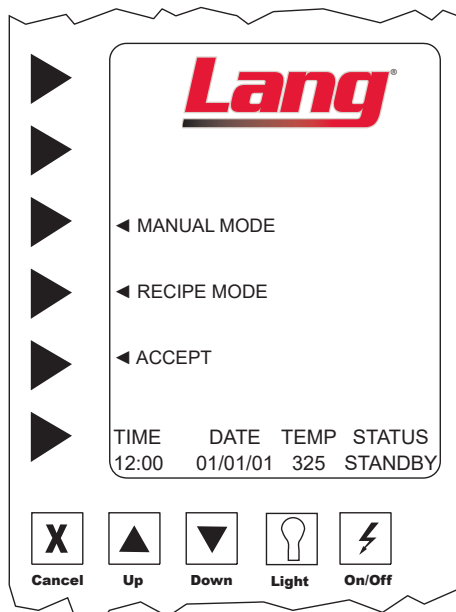 Lang®
◄ MANUAL MODE
◄ RECIPE MODE
◄ ACCEPT
TIME DATE TEMP STATUS
12:00 01/01/01 325 STANDBY
X
Cancel Up Down Light On/Off